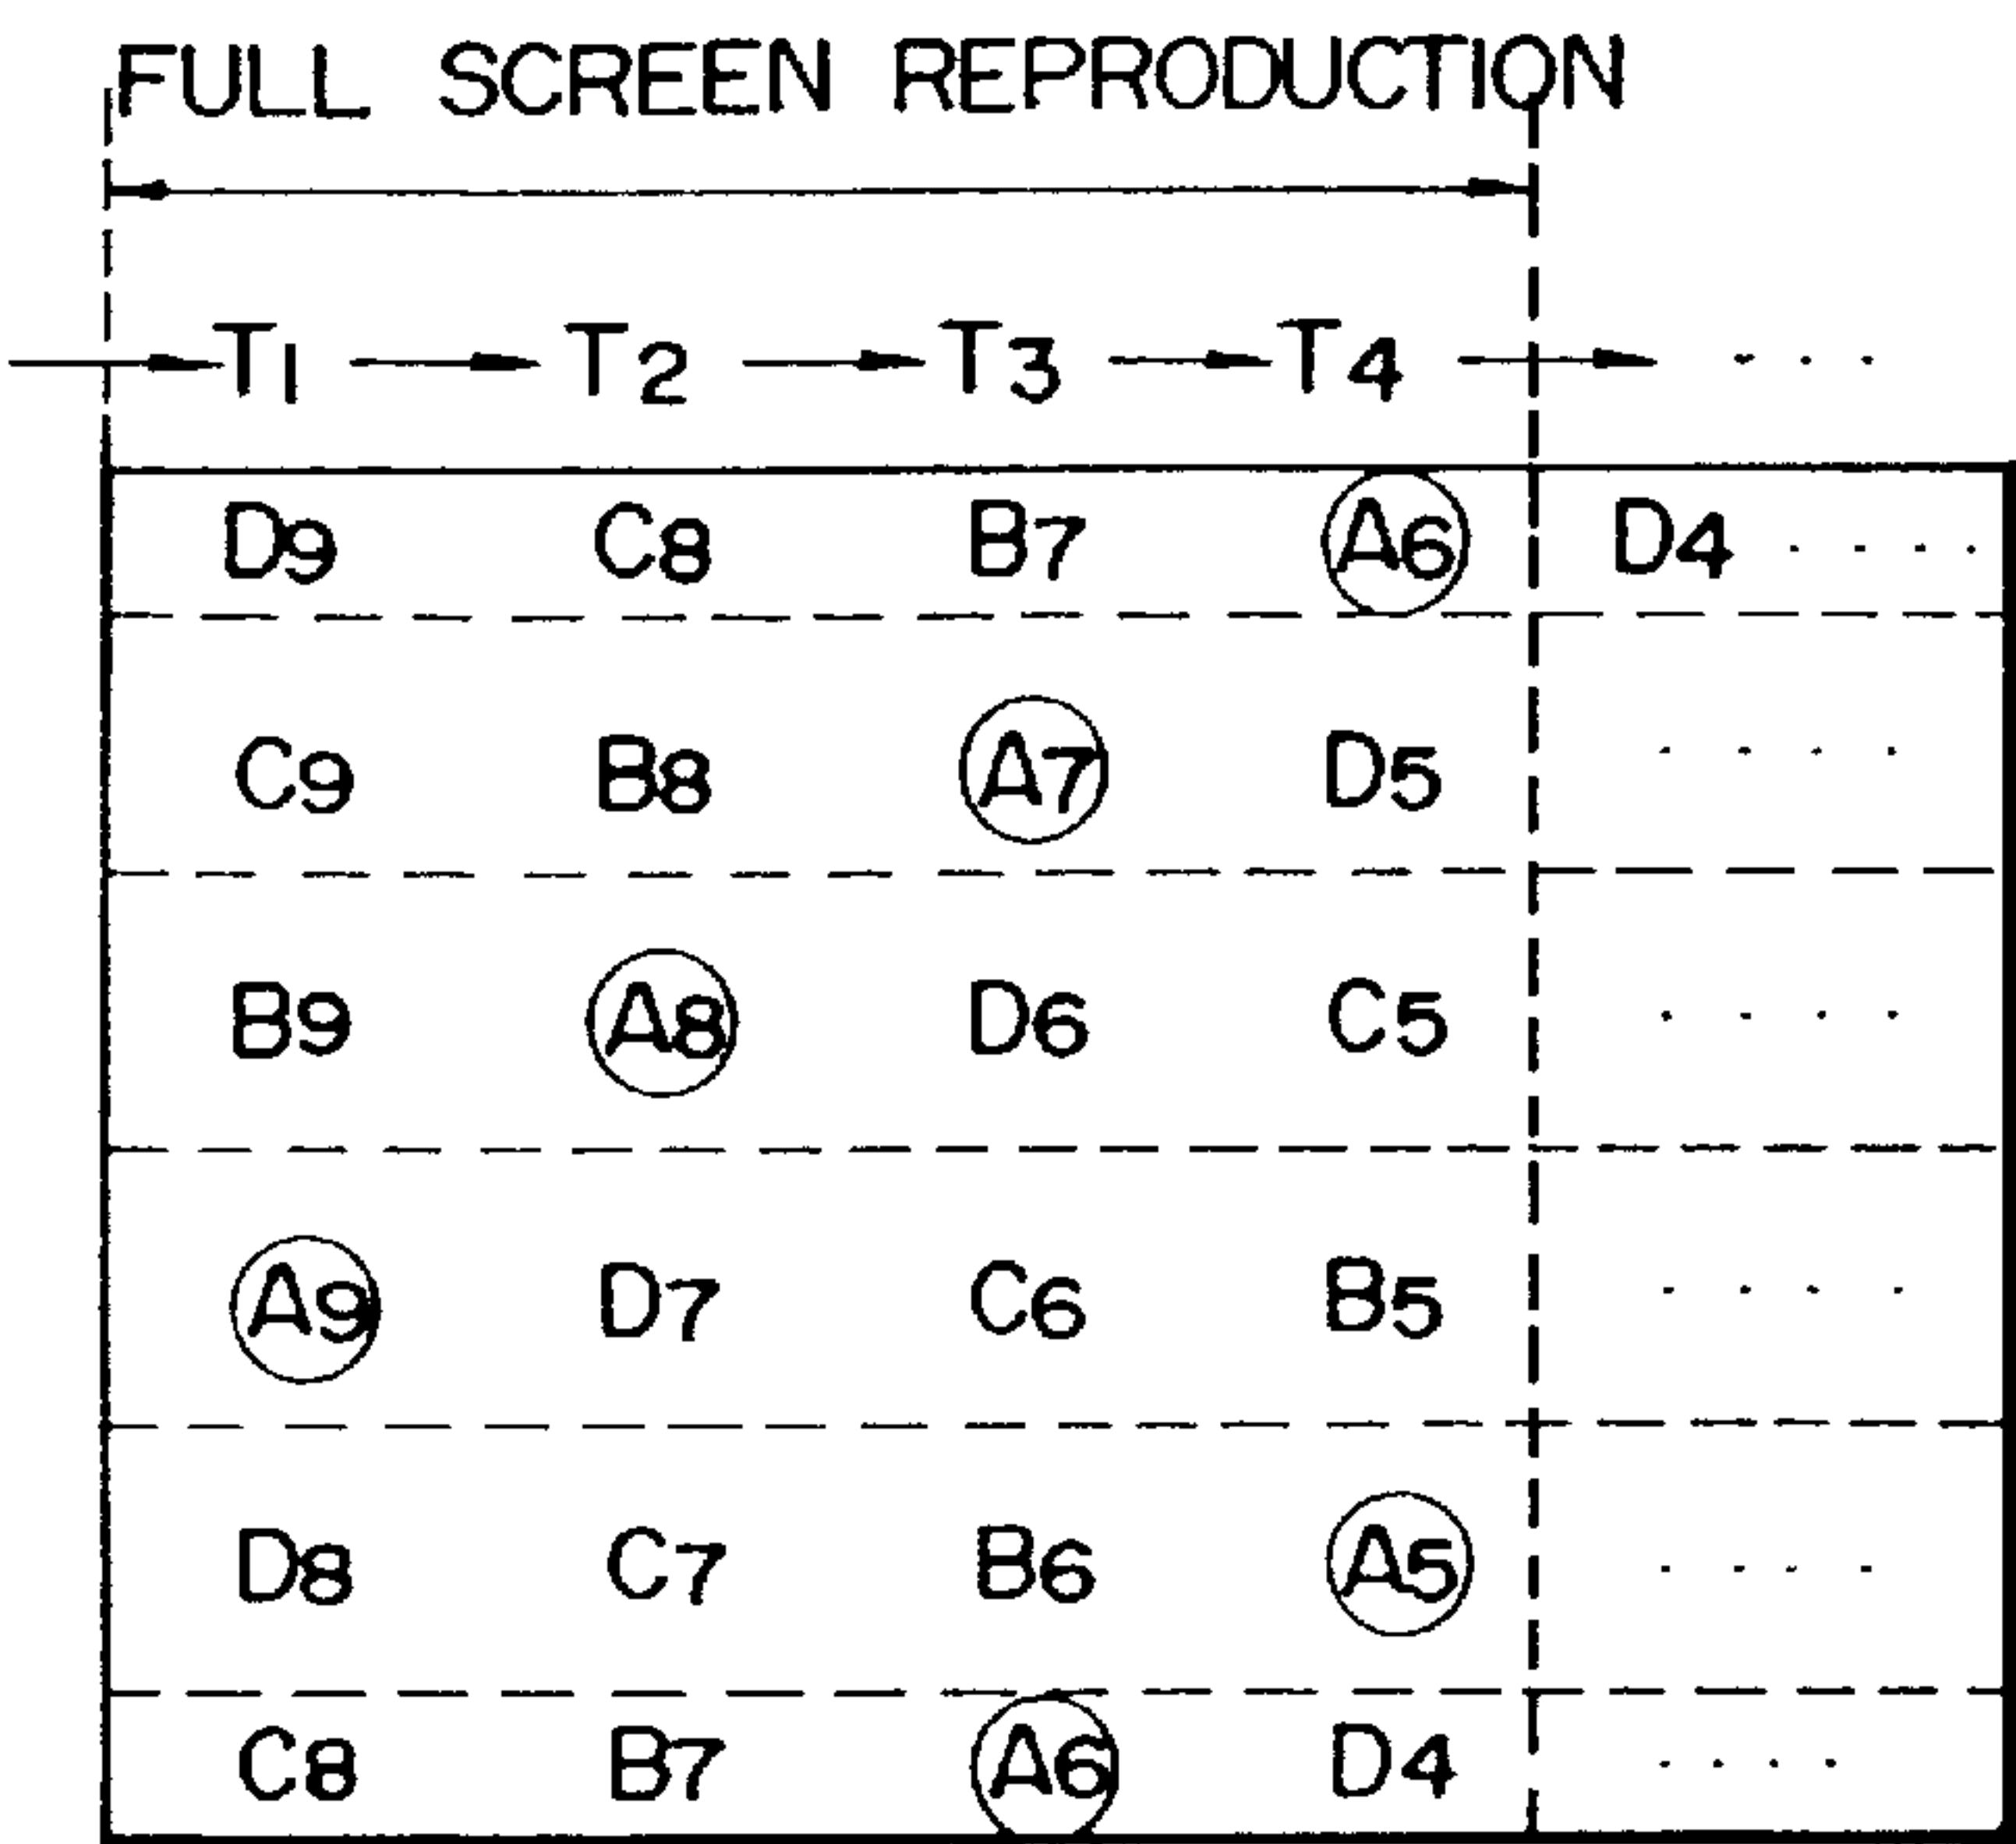 FULL SCREEN REPRODUCTION
T1 T2 T3 T4 . . .
D9 C8 B7 A6 D4 . . . .
C9 B8 A7 D5 . . . .
B9 A8 D6 C5 . . . .
A9 D7 C6 B5 . . . .
D8 C7 B6 A5 . . . .
C8 B7 A6 D4 . . . .